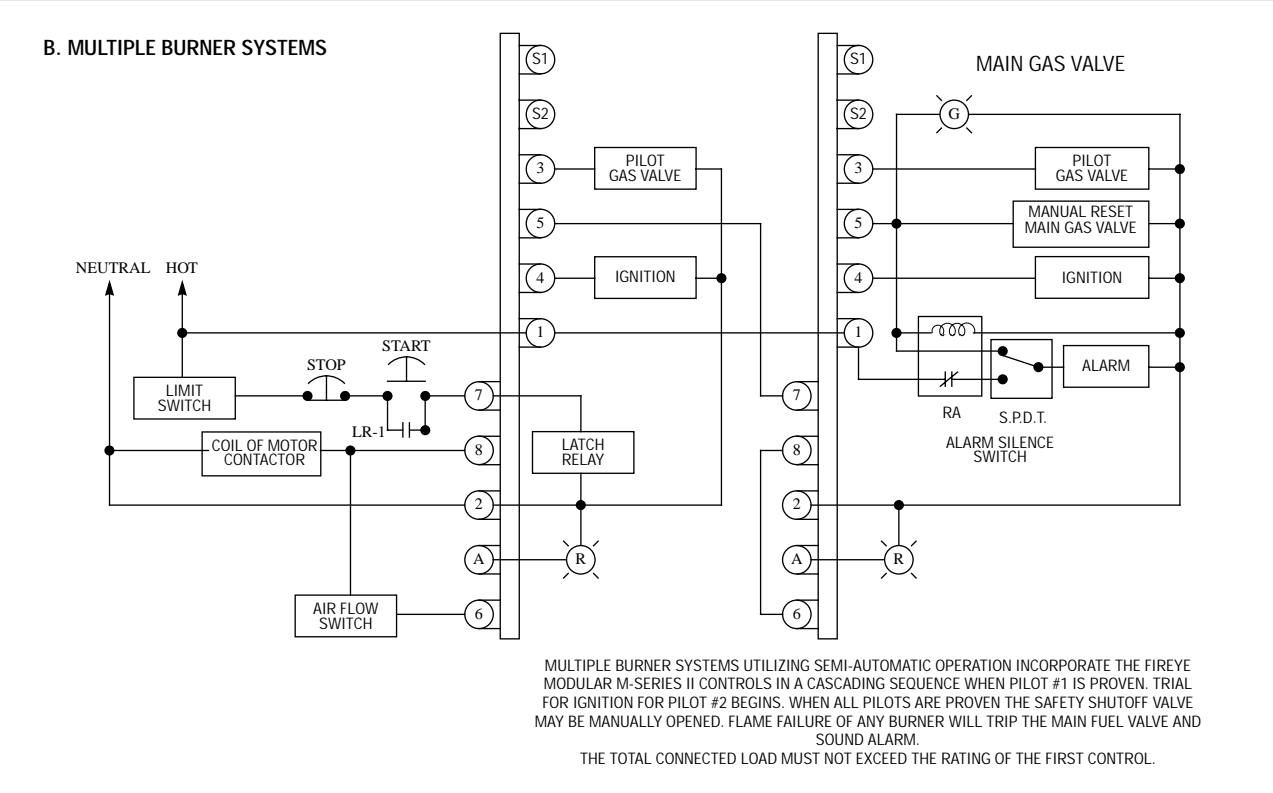 B. MULTIPLE BURNER SYSTEMS
MAIN GAS VALVE
NEUTRAL HOT
LIMIT
SWITCH
STOP
START
LR-1
COIL OF MOTOR
CONTACTOR
AIR FLOW
SWITCH
S1
S2
3
5
4
1
7
8
2
A
6
PILOT
GAS VALVE
IGNITION
LATCH
RELAY
R
S1
S2
3
5
4
1
7
8
2
A
6
G
PILOT
GAS VALVE
MANUAL RESET
MAIN GAS VALVE
IGNITION
ALARM
RA
S.P.D.T.
ALARM SILENCE
SWITCH
R
MULTIPLE BURNER SYSTEMS UTILIZING SEMI-AUTOMATIC OPERATION INCORPORATE THE FIREYE
MODULAR M-SERIES II CONTROLS IN A CASCADING SEQUENCE WHEN PILOT #1 IS PROVEN. TRIAL
FOR IGNITION FOR PILOT #2 BEGINS. WHEN ALL PILOTS ARE PROVEN THE SAFETY SHUTOFF VALVE
MAY BE MANUALLY OPENED. FLAME FAILURE OF ANY BURNER WILL TRIP THE MAIN FUEL VALVE AND
SOUND ALARM.
THE TOTAL CONNECTED LOAD MUST NOT EXCEED THE RATING OF THE FIRST CONTROL.